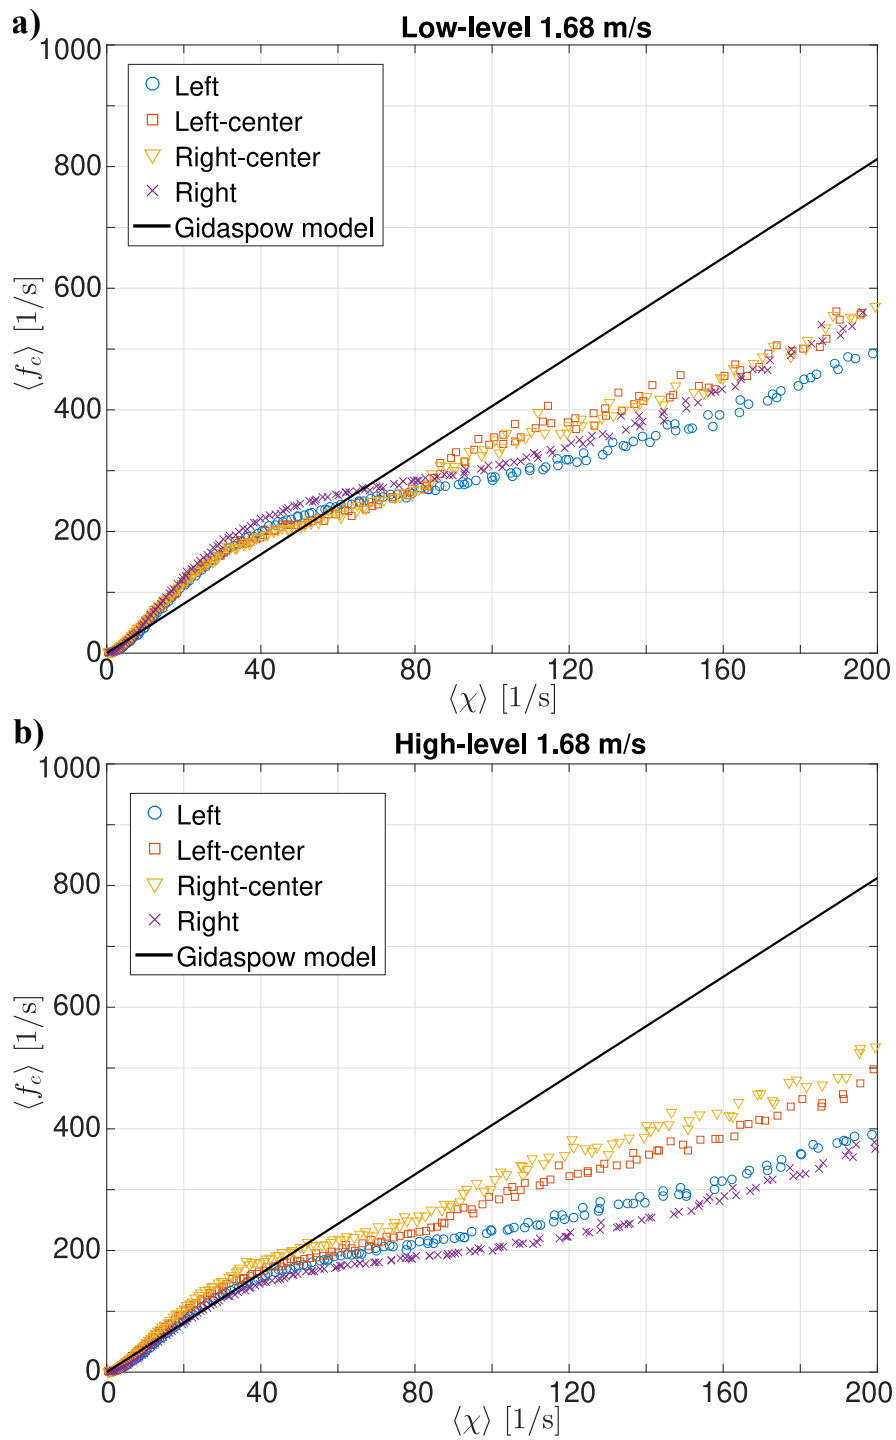 a)
Low-level 1.68 m/s
1000
800
600
400
200
0
⟨f_c⟩ [1/s]
Left
Left-center
Right-center
Right
Gidaspow model
0 40 80 120 160 200
⟨χ⟩ [1/s]
b)
High-level 1.68 m/s
1000
800
600
400
200
0
⟨f_c⟩ [1/s]
Left
Left-center
Right-center
Right
Gidaspow model
0 40 80 120 160 200
⟨χ⟩ [1/s]